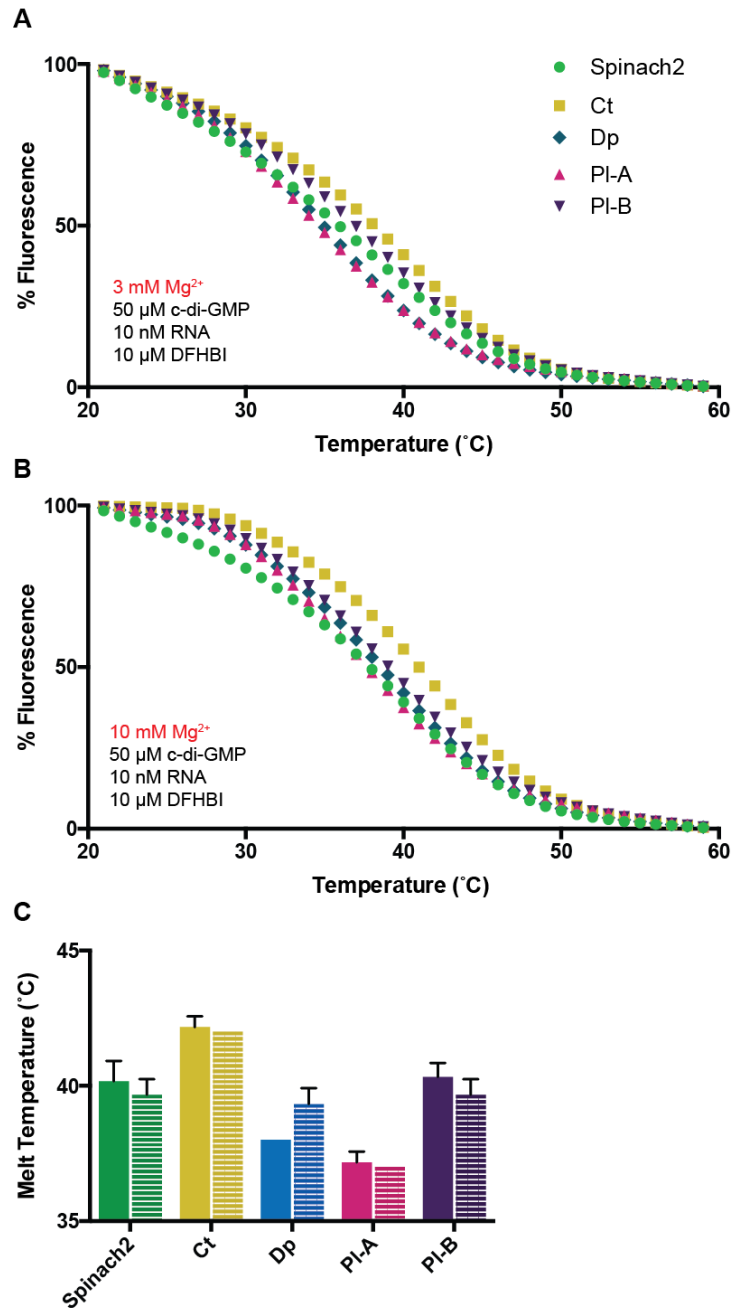 A
100
50
0
% Fluorescence
Spinach2
Ct
Dp
Pl-A
Pl-B
3 mM Mg²⁺
50 µM c-di-GMP
10 nM RNA
10 µM DFHBI
20 30 40 50 60
Temperature (˚C)
B
100
50
0
% Fluorescence
10 mM Mg²⁺
50 µM c-di-GMP
10 nM RNA
10 µM DFHBI
20 30 40 50 60
Temperature (˚C)
C
45
40
35
Melt Temperature (˚C)
Spinach2
Ct
Dp
Pl-A
Pl-B